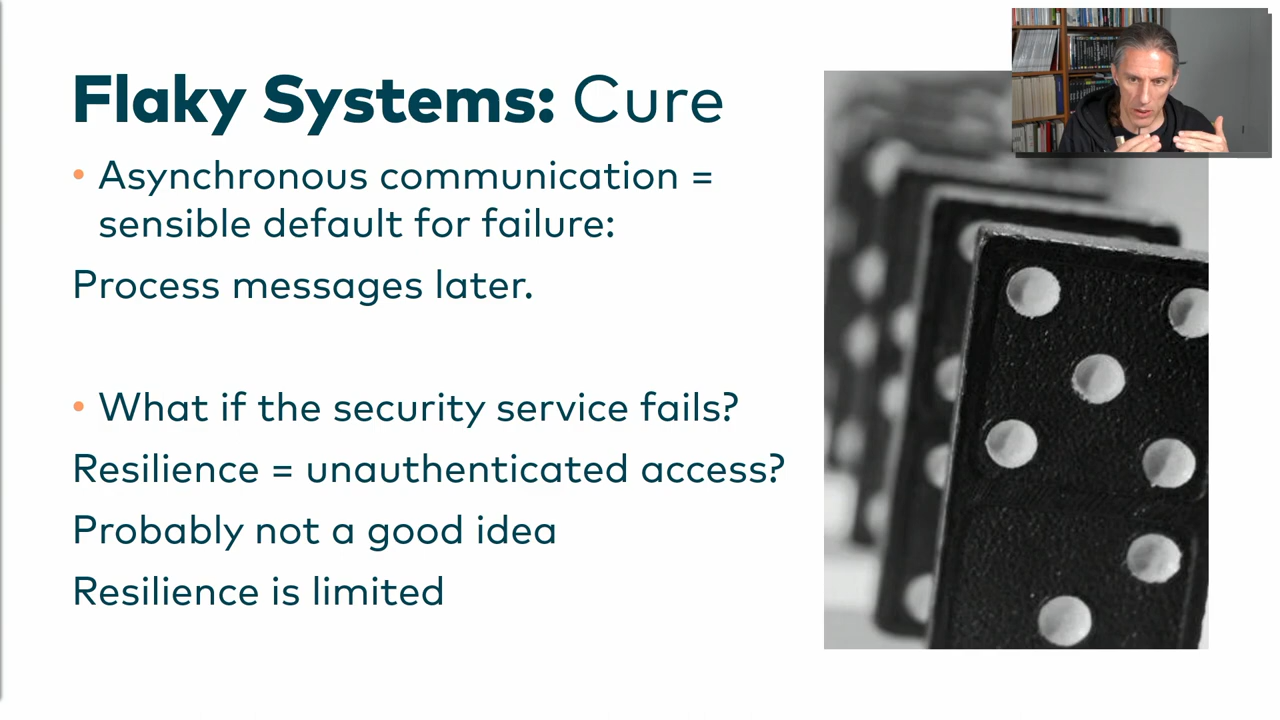 Flaky Systems: Cure
• Asynchronous communication =
sensible default for failure:
Process messages later.
• What if the security service fails?
Resilience = unauthenticated access?
Probably not a good idea
Resilience is limited